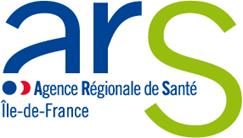 ars
Agence Régionale de Santé
Île-de-France